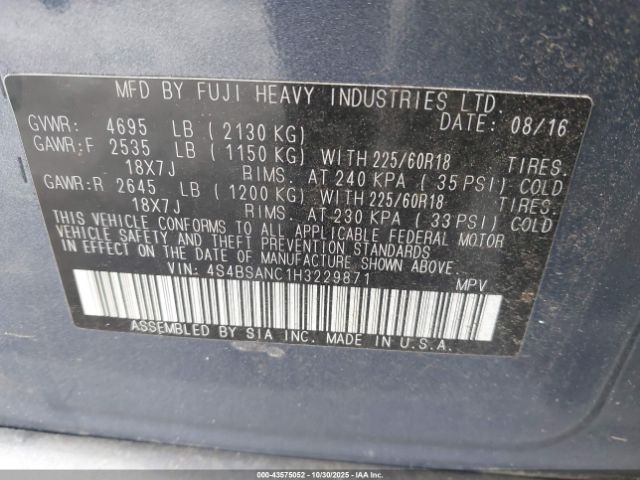 MFD BY FUJI HEAVY INDUSTRIES LTD.
GVWR: 4695 LB ( 2130 KG) DATE: 08/16
GAWR:F 2535 LB ( 1150 KG) WITH 225/60R18 TIRES.
18X7J RIMS. AT 240 KPA ( 35 PSI) COLD
GAWR:R 2645 LB ( 1200 KG) WITH 225/60R18 TIRES.
18X7J RIMS. AT 230 KPA ( 33 PSI) COLD
THIS VEHICLE CONFORMS TO ALL APPLICABLE FEDERAL MOTOR
VEHICLE SAFETY AND THEFT PREVENTION STANDARDS
IN EFFECT ON THE DATE OF MANUFACTURE SHOWN ABOVE.
VIN: 4S4BSANC1H3229871 MPV
ASSEMBLED BY SIA INC. MADE IN U.S.A.
000-43575052 - 10/30/2025 - IAAI.COM